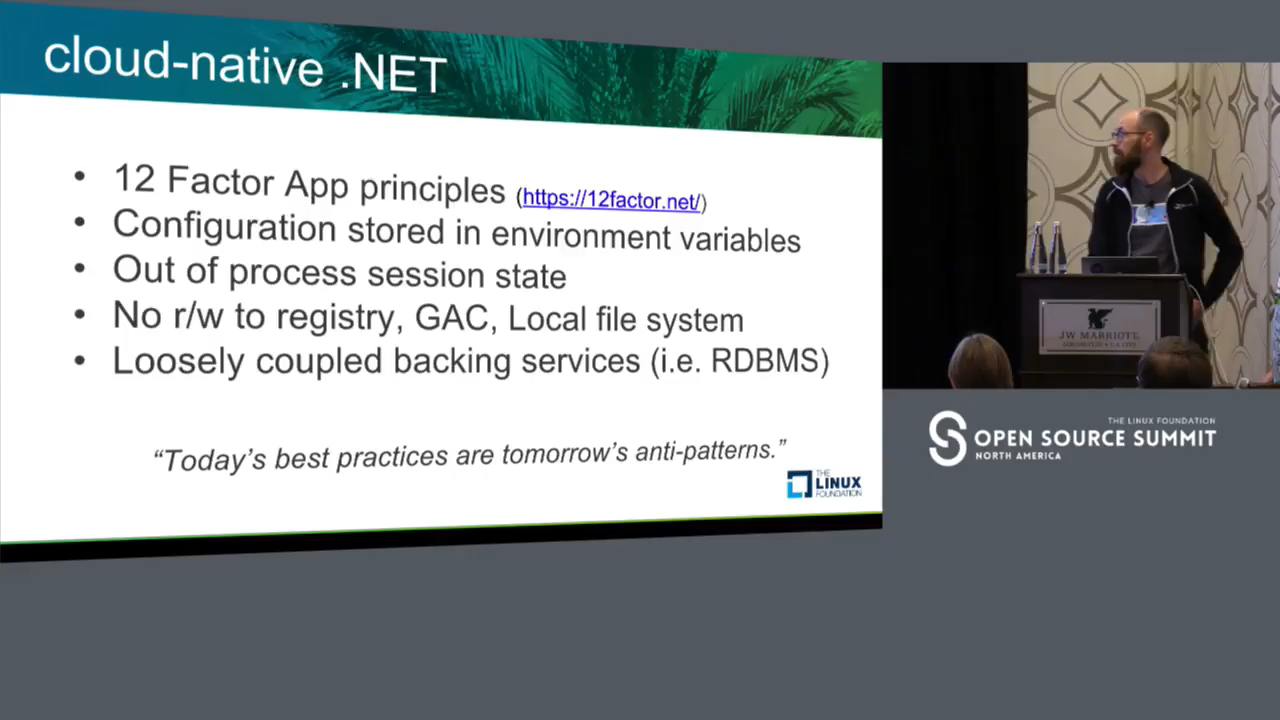 cloud-native .NET
• 12 Factor App principles (https://12factor.net/)
• Configuration stored in environment variables
• Out of process session state
• No r/w to registry, GAC, Local file system
• Loosely coupled backing services (i.e. RDBMS)
“Today’s best practices are tomorrow’s anti-patterns.”
THE
LINUX
FOUNDATION
JW MARRIOTT
THE LINUX FOUNDATION
OPEN SOURCE SUMMIT
NORTH AMERICA